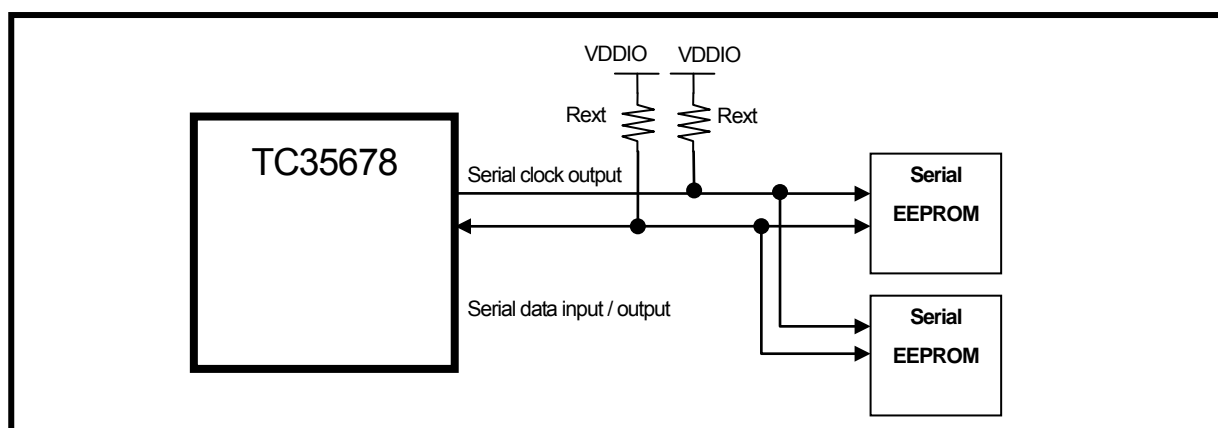 VDDIO VDDIO
Rext Rext
TC35678
Serial clock output
Serial
EEPROM
Serial data input / output
Serial
EEPROM